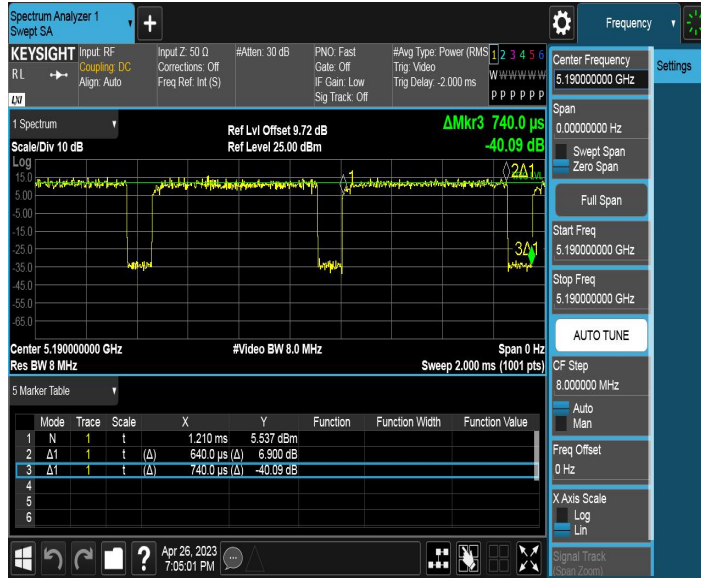 Spectrum Analyzer 1
Swept SA
Frequency
KEYSIGHT
RL
LXI
Input: RF
Coupling: DC
Align: Auto
Input Z: 50 Ω
Corrections: Off
Freq Ref: Int (S)
#Atten: 30 dB
PNO: Fast
Gate: Off
IF Gain: Low
Sig Track: Off
#Avg Type: Power (RMS
Trig: Video
Trig Delay: -2.000 ms
1 2 3 4 5 6
W W W W W W
P P P P P P
1 Spectrum
Scale/Div 10 dB
Ref Lvl Offset 9.72 dB
Ref Level 25.00 dBm
ΔMkr3 740.0 µs
-40.09 dB
Log
15.0
5.00
-5.00
-15.0
-25.0
-35.0
-45.0
-55.0
-65.0
1
2Δ1
3Δ1
Center 5.190000000 GHz
#Video BW 8.0 MHz
Span 0 Hz
Res BW 8 MHz
Sweep 2.000 ms (1001 pts)
5 Marker Table
Mode Trace Scale X Y Function Function Width Function Value
1 N 1 t 1.210 ms 5.537 dBm
2 Δ1 1 t (Δ) 640.0 µs (Δ) 6.900 dB
3 Δ1 1 t (Δ) 740.0 µs (Δ) -40.09 dB
4
5
6
?
Apr 26, 2023
7:05:01 PM
Center Frequency
5.190000000 GHz
Span
0.00000000 Hz
Swept Span
Zero Span
Full Span
Start Freq
5.190000000 GHz
Stop Freq
5.190000000 GHz
AUTO TUNE
CF Step
8.000000 MHz
Auto
Man
Freq Offset
0 Hz
X Axis Scale
Log
Lin
Signal Track
(Span Zoom)
Settings